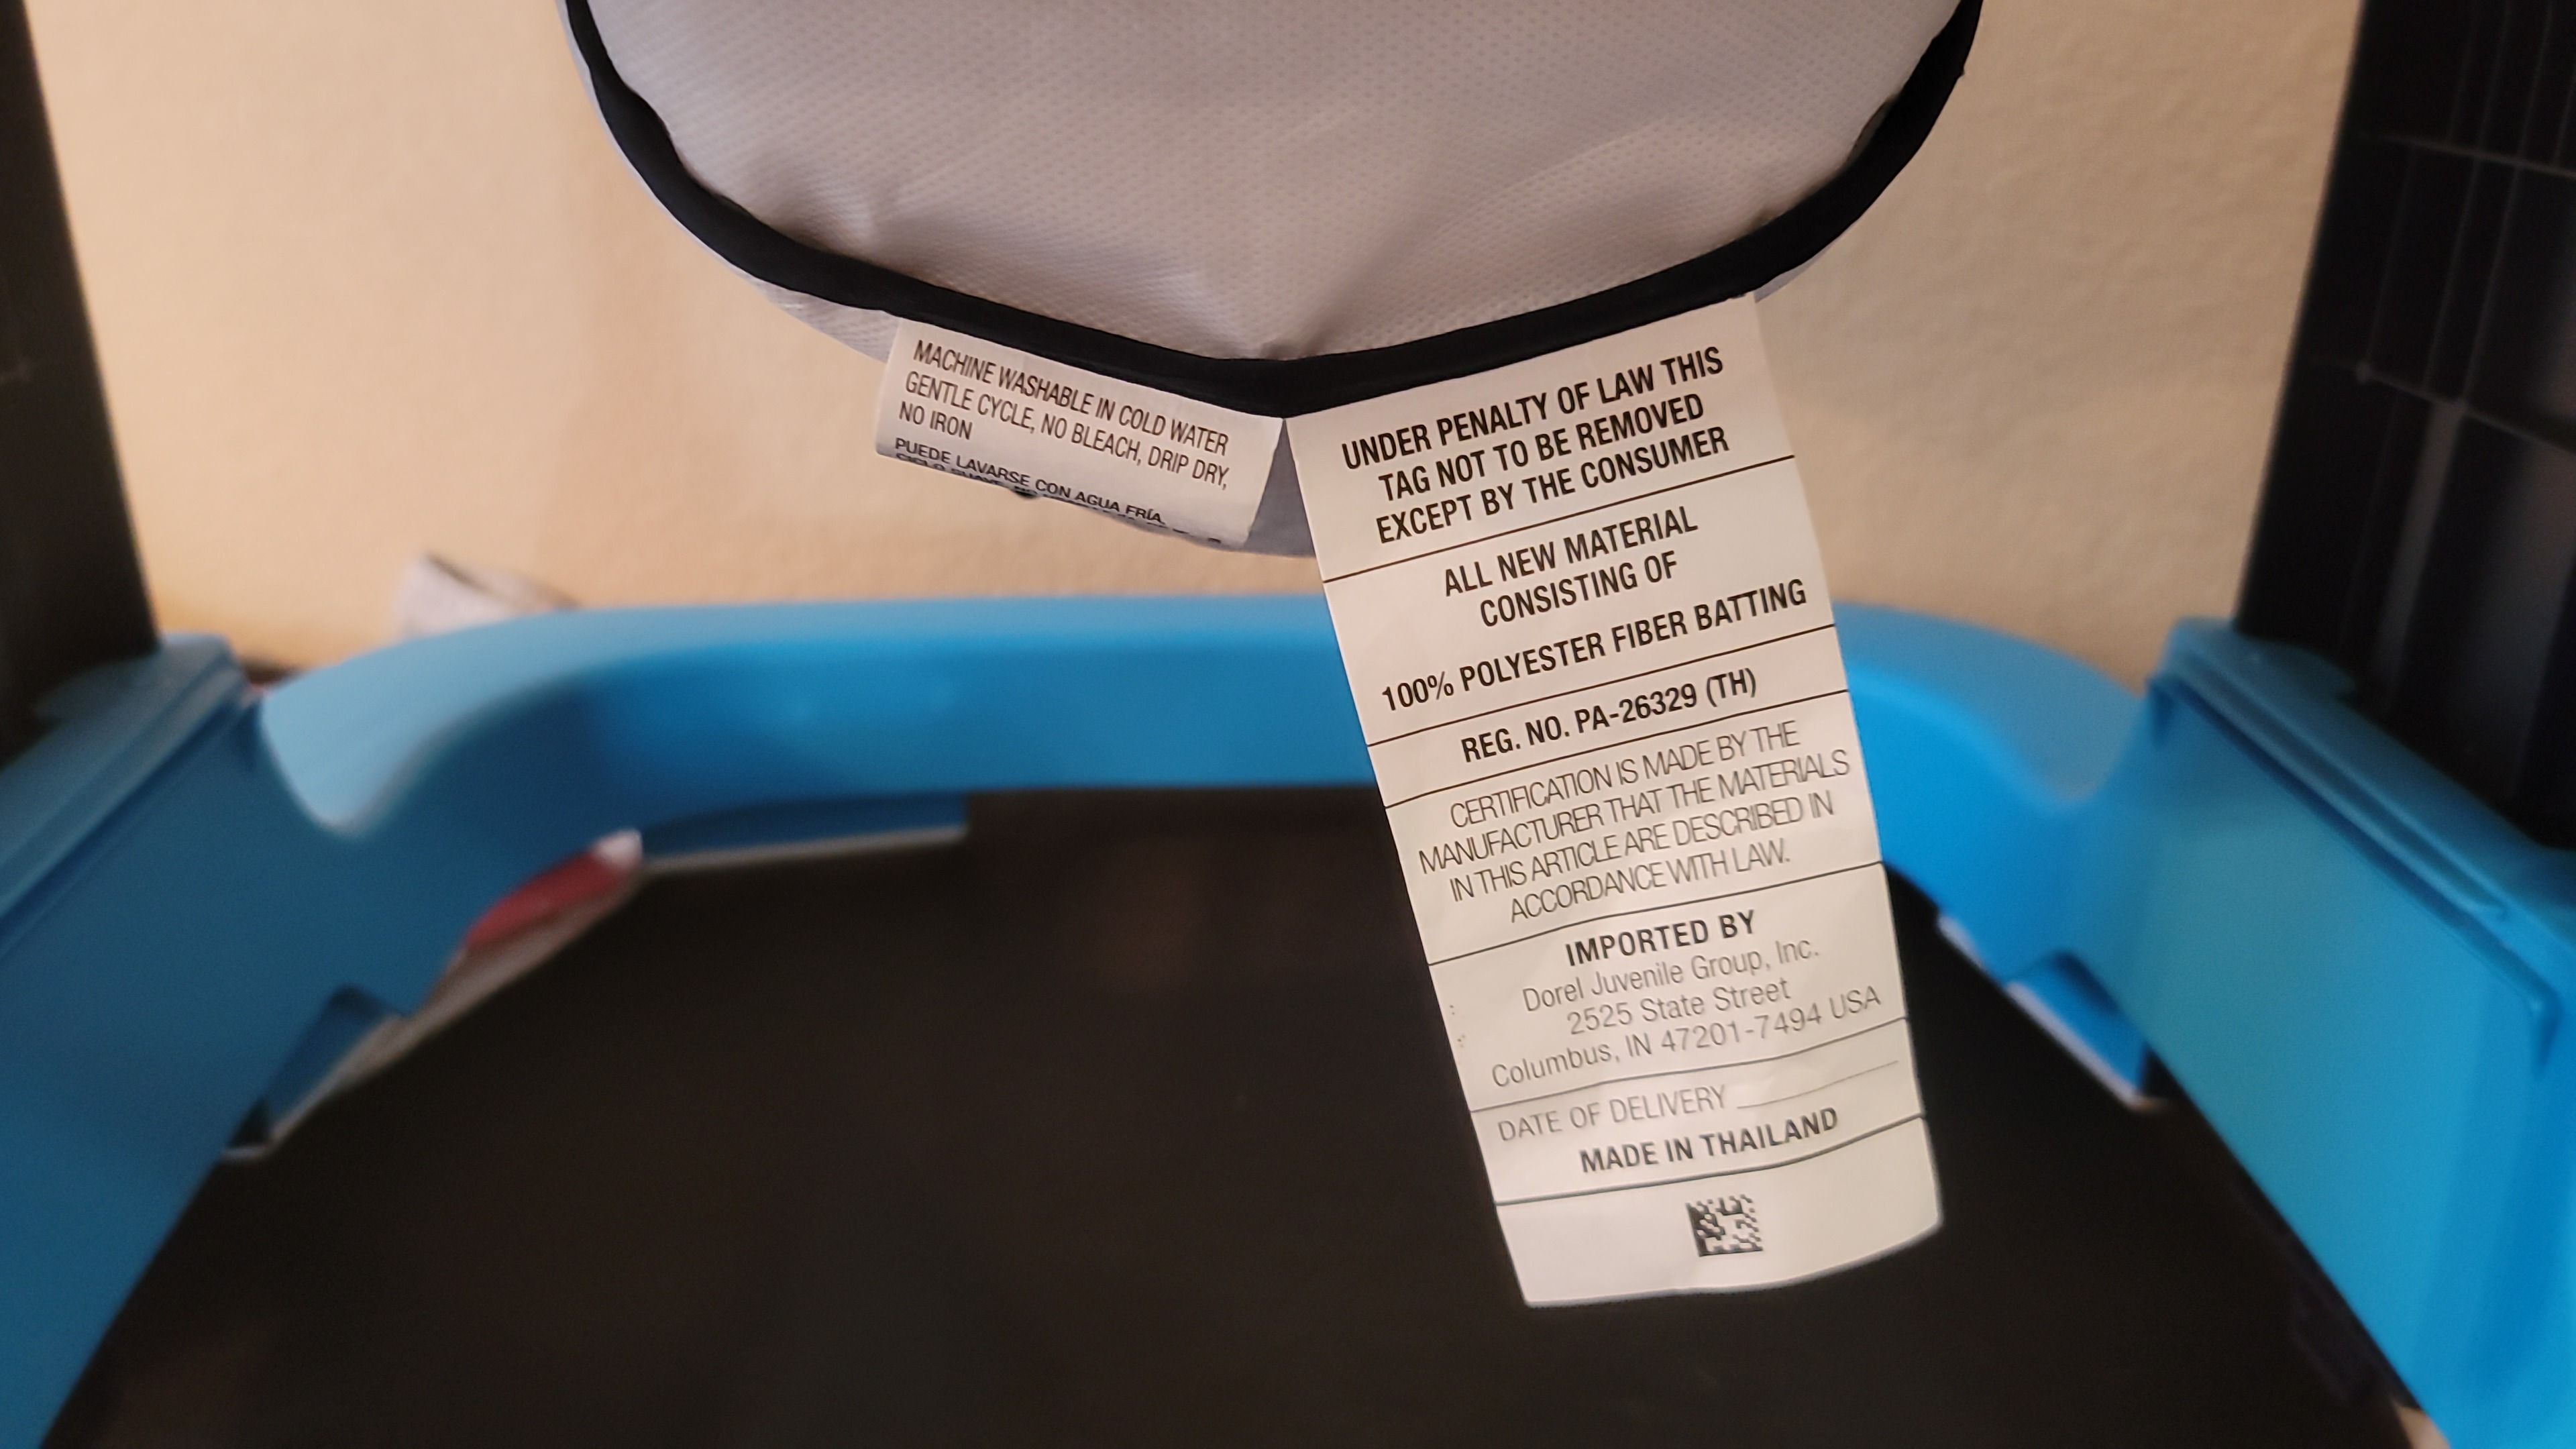 MACHINE WASHABLE IN COLD WATER
GENTLE CYCLE, NO BLEACH, DRIP DRY,
NO IRON
PUEDE LAVARSE CON AGUA FRÍA,
UNDER PENALTY OF LAW THIS
TAG NOT TO BE REMOVED
EXCEPT BY THE CONSUMER
ALL NEW MATERIAL
CONSISTING OF
100% POLYESTER FIBER BATTING
REG. NO. PA-26329 (TH)
CERTIFICATION IS MADE BY THE
MANUFACTURER THAT THE MATERIALS
IN THIS ARTICLE ARE DESCRIBED IN
ACCORDANCE WITH LAW.
IMPORTED BY
Dorel Juvenile Group, Inc.
2525 State Street
Columbus, IN 47201-7494 USA
DATE OF DELIVERY
MADE IN THAILAND